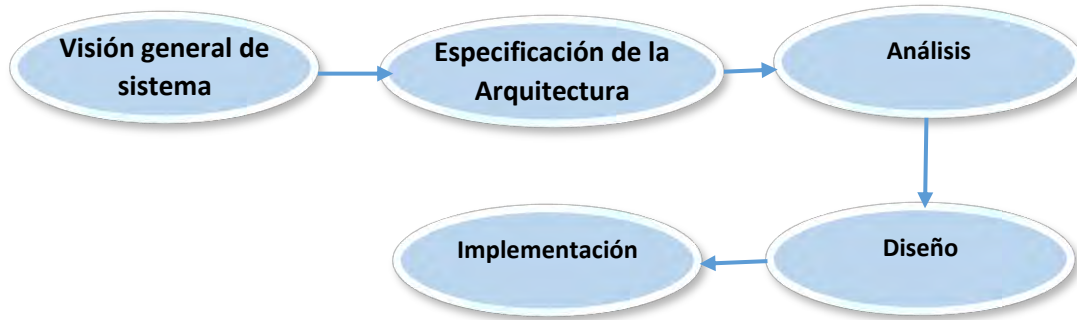 Visión general de
sistema
Especificación de la
Arquitectura
Análisis
Diseño
Implementación